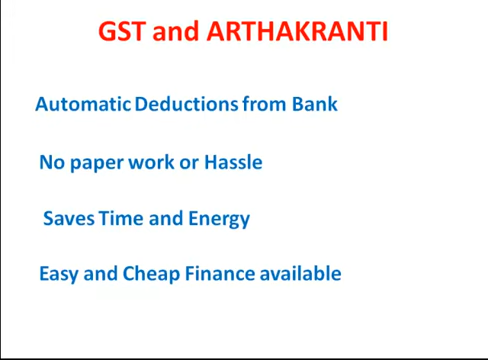 GST and ARTHAKRANTI
Automatic Deductions from Bank
No paper work or Hassle
Saves Time and Energy
Easy and Cheap Finance available